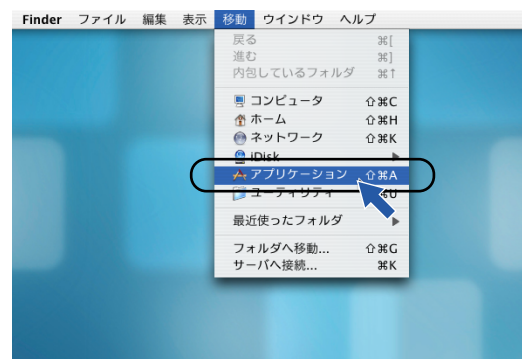 Finder ファイル 編集 表示 移動 ウインドウ ヘルプ
戻る ⌘[
進む ⌘]
内包しているフォルダ ⌘↑
コンピュータ ⇧⌘C
ホーム ⇧⌘H
ネットワーク ⇧⌘K
iDisk
アプリケーション ⇧⌘A
ユーティリティ ⌘U
最近使ったフォルダ
フォルダへ移動... ⇧⌘G
サーバへ接続... ⌘K